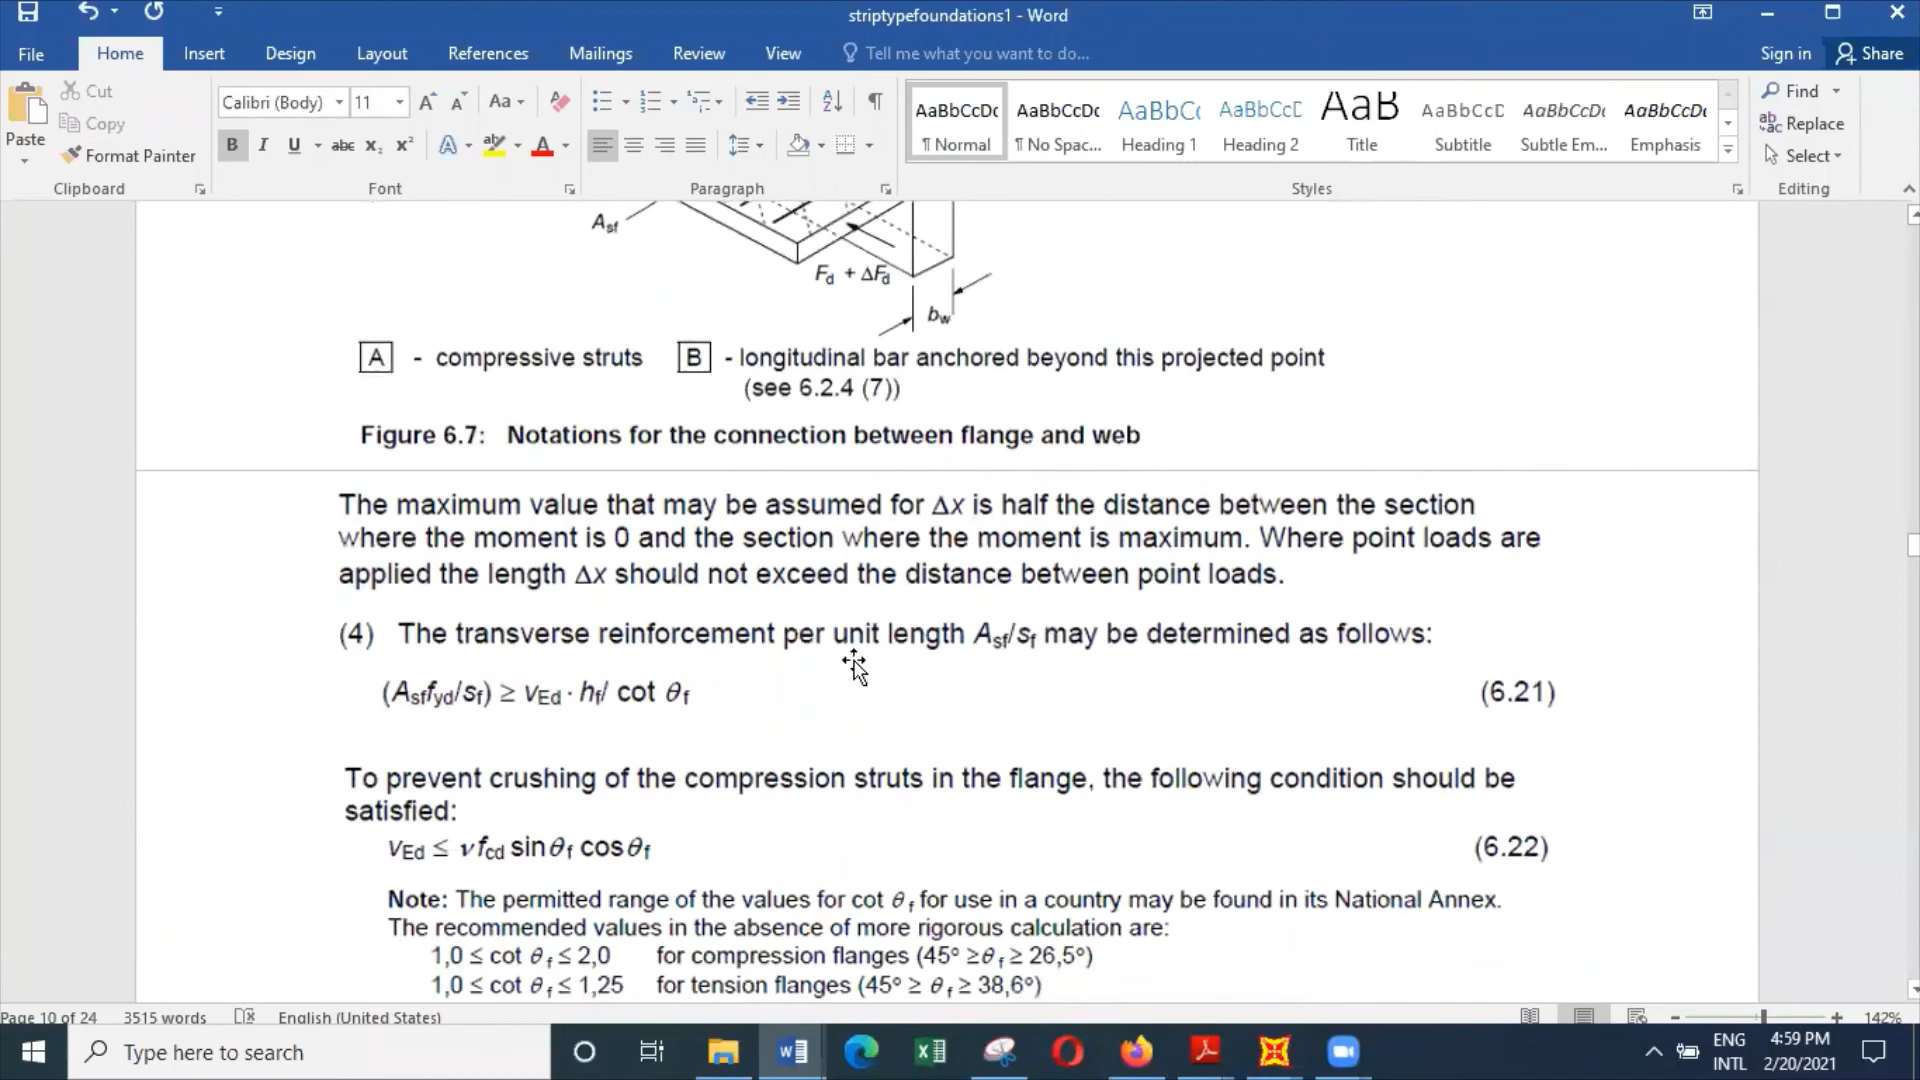 striptypefoundations1 - Word
File Home Insert Design Layout References Mailings Review View Tell me what you want to do... Sign in Share
Paste
Cut
Copy
Format Painter
Clipboard
Calibri (Body) 11 Aa
B I U abc x₂ x² A ab A
Font
Paragraph
AaBbCcDc AaBbCcDc AaBbC( AaBbCcD AaB AaBbCcD AaBbCcDc AaBbCcDc
¶ Normal ¶ No Spac... Heading 1 Heading 2 Title Subtitle Subtle Em... Emphasis
Styles
Find
Replace
Select
Editing
Asf
Fd + ΔFd
bw
A - compressive struts B - longitudinal bar anchored beyond this projected point
(see 6.2.4 (7))
Figure 6.7: Notations for the connection between flange and web
The maximum value that may be assumed for Δx is half the distance between the section
where the moment is 0 and the section where the moment is maximum. Where point loads are
applied the length Δx should not exceed the distance between point loads.
(4) The transverse reinforcement per unit length Asf/sf may be determined as follows:
(Asffyd/sf) ≥ vEd · hf/ cot θf (6.21)
To prevent crushing of the compression struts in the flange, the following condition should be
satisfied:
vEd ≤ νfcd sinθf cosθf (6.22)
Note: The permitted range of the values for cot θf for use in a country may be found in its National Annex.
The recommended values in the absence of more rigorous calculation are:
1,0 ≤ cot θf ≤ 2,0 for compression flanges (45° ≥θf ≥ 26,5°)
1,0 ≤ cot θf ≤ 1,25 for tension flanges (45° ≥ θf ≥ 38,6°)
Page 10 of 24 3515 words English (United States) 142%
Type here to search
ENG
INTL
4:59 PM
2/20/2021